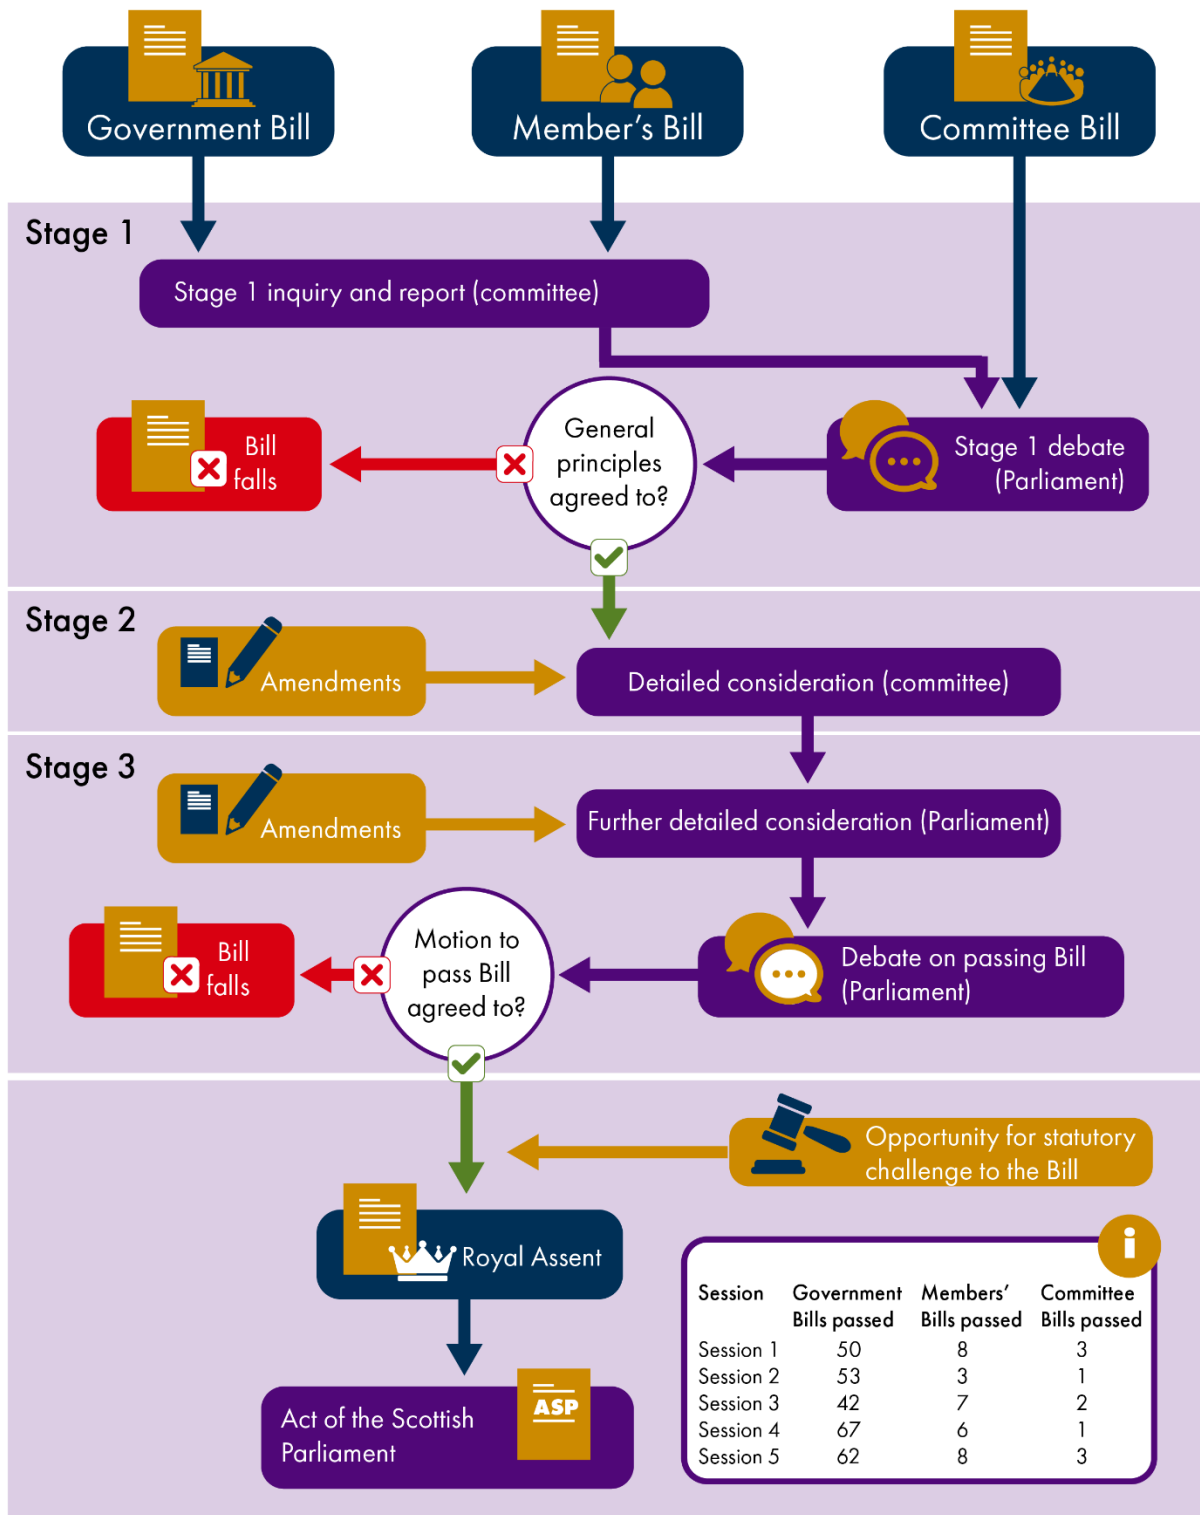 Government Bill
Member's Bill
Committee Bill
Stage 1
Stage 1 inquiry and report (committee)
General
principles
agreed to?
Bill
falls
Stage 1 debate
(Parliament)
Stage 2
Amendments
Detailed consideration (committee)
Stage 3
Amendments
Further detailed consideration (Parliament)
Motion to
pass Bill
agreed to?
Bill
falls
Debate on passing Bill
(Parliament)
Opportunity for statutory
challenge to the Bill
Royal Assent
i
Session Government Members' Committee
Bills passed Bills passed Bills passed
Session 1 50 8 3
Session 2 53 3 1
Session 3 42 7 2
Session 4 67 6 1
Session 5 62 8 3
ASP
Act of the Scottish
Parliament